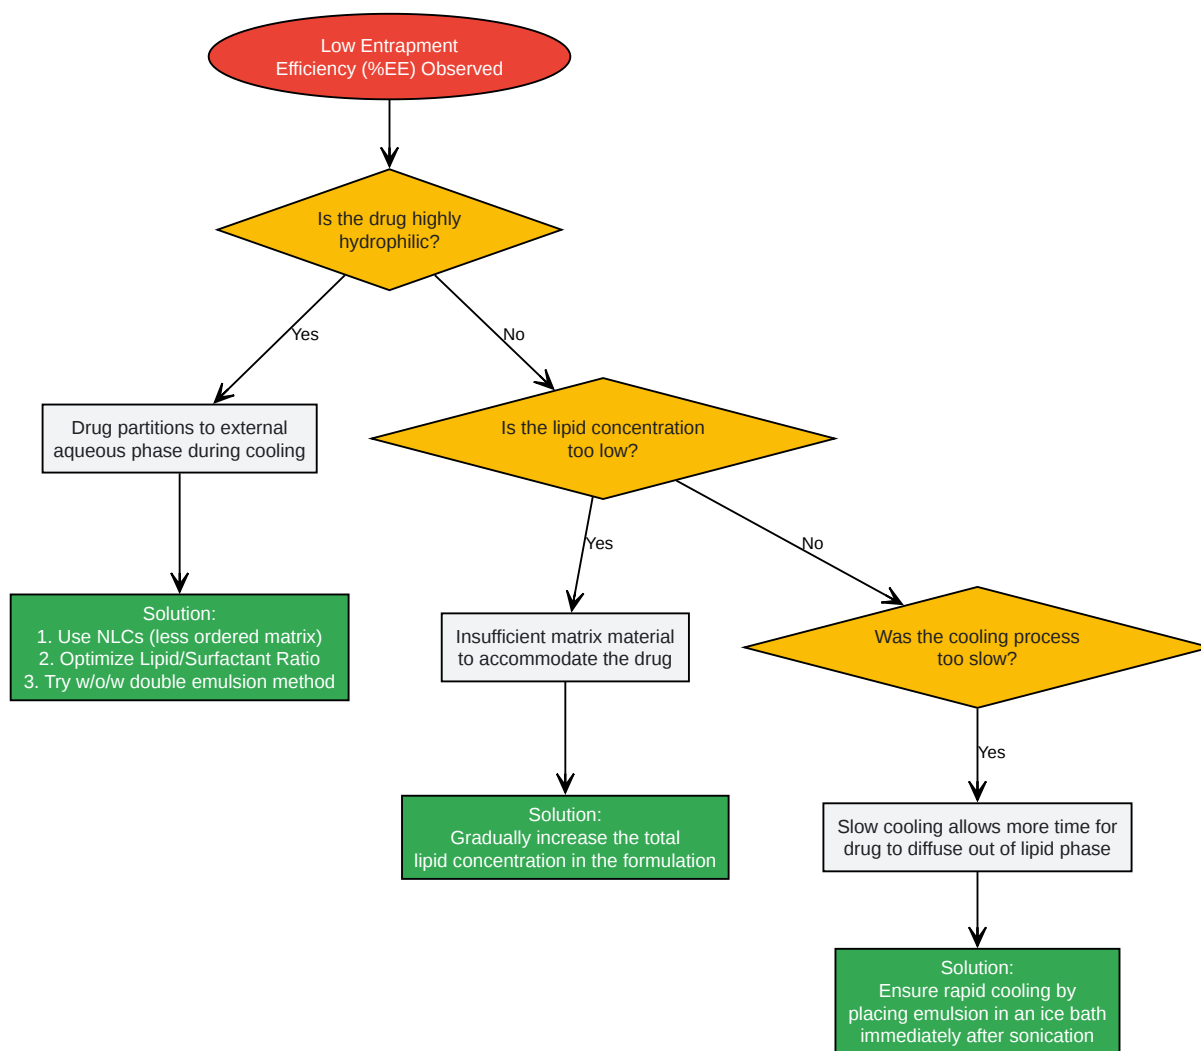 Low Entrapment
Efficiency (%EE) Observed
Is the drug highly
hydrophilic?
Yes
No
Drug partitions to external
aqueous phase during cooling
Is the lipid concentration
too low?
Solution:
1. Use NLCs (less ordered matrix)
2. Optimize Lipid/Surfactant Ratio
3. Try w/o/w double emulsion method
Yes
No
Insufficient matrix material
to accommodate the drug
Was the cooling process
too slow?
Solution:
Gradually increase the total
lipid concentration in the formulation
Yes
Slow cooling allows more time for
drug to diffuse out of lipid phase
Solution:
Ensure rapid cooling by
placing emulsion in an ice bath
immediately after sonication